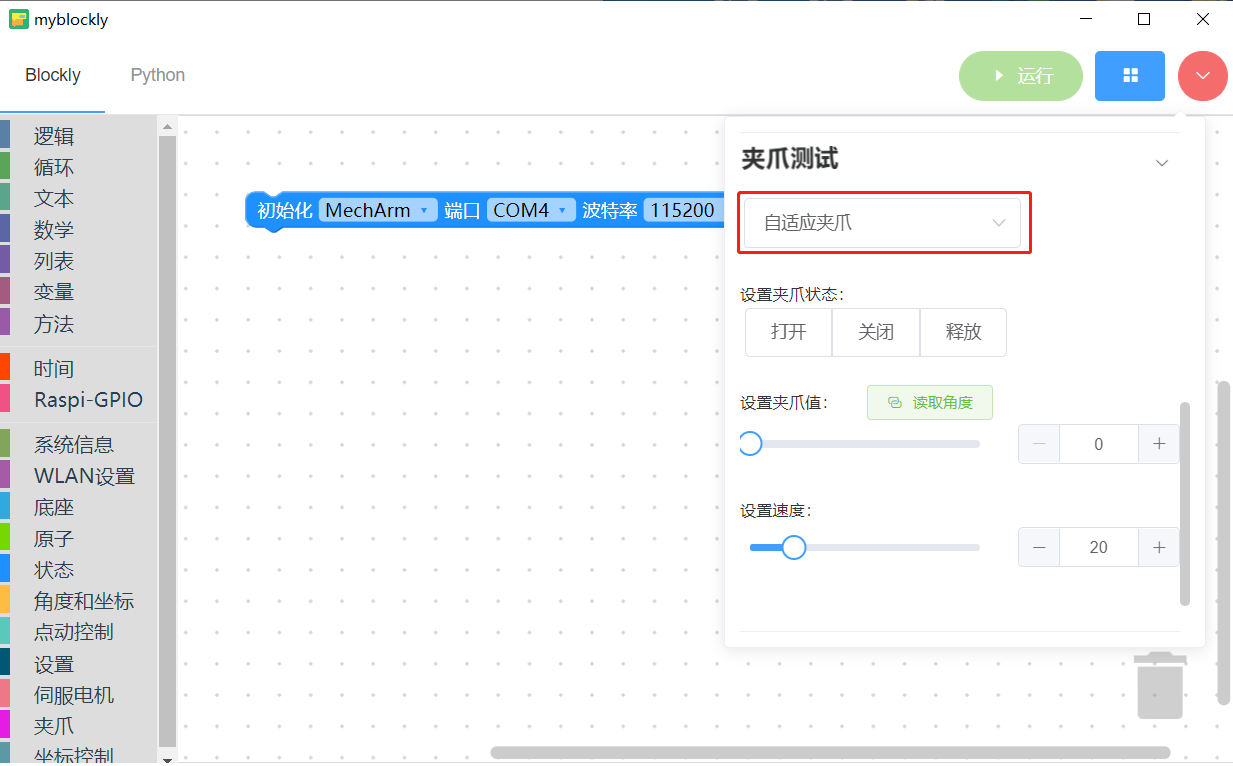 myblockly
Blockly
Python
运行
逻辑
循环
文本
数学
列表
变量
方法
时间
Raspi-GPIO
系统信息
WLAN设置
底座
原子
状态
角度和坐标
点动控制
设置
伺服电机
夹爪
坐标控制
初始化 MechArm 端口 COM4 波特率 115200
夹爪测试
自适应夹爪
设置夹爪状态:
打开 关闭 释放
设置夹爪值: 读取角度
0
设置速度:
20